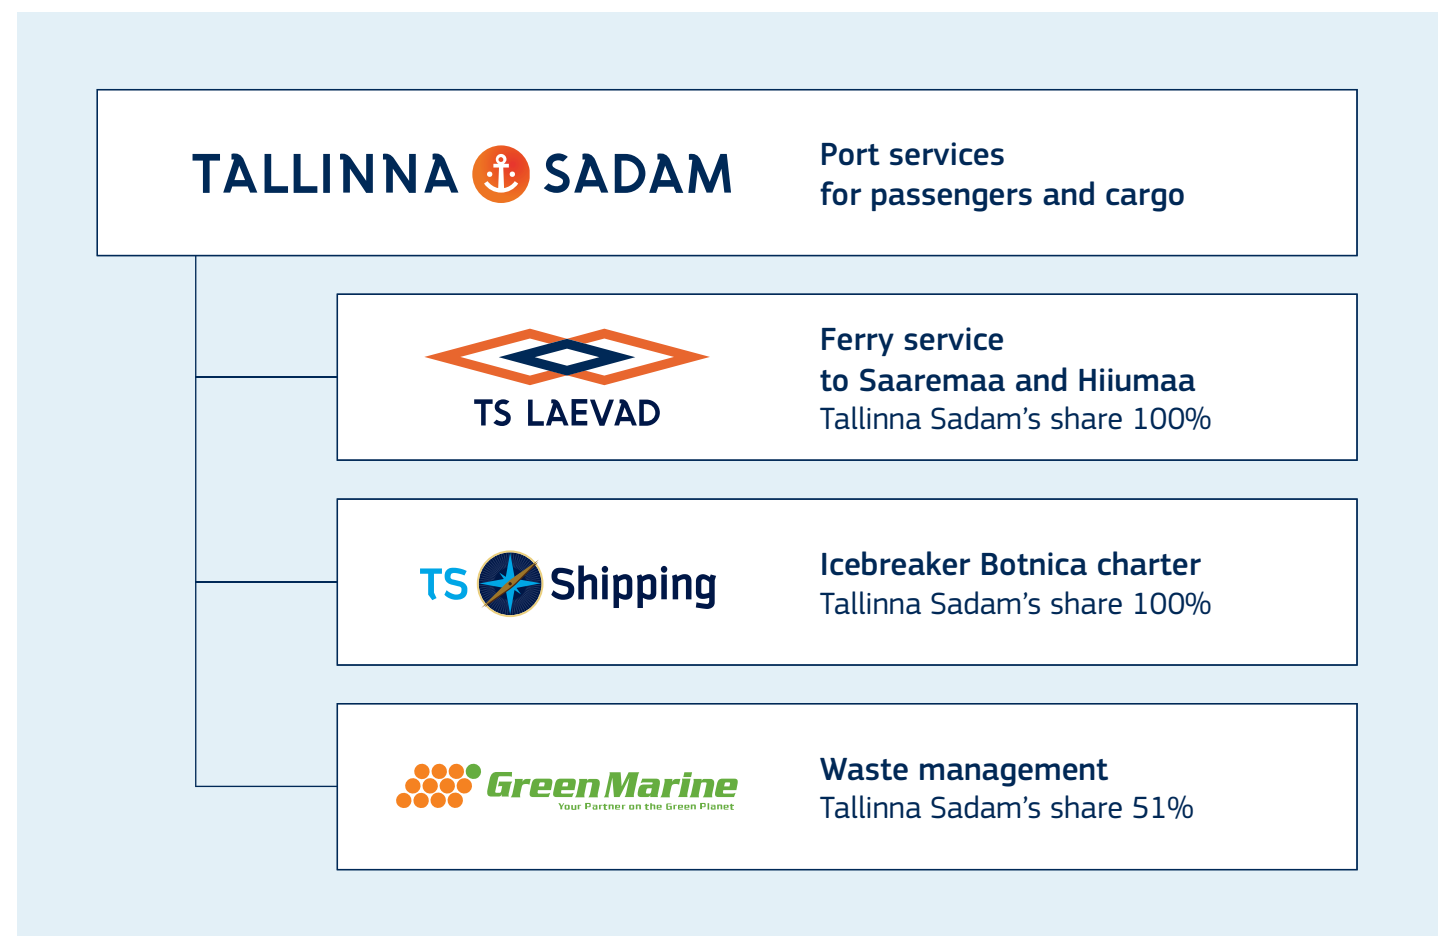 TALLINNA SADAM
Port services
for passengers and cargo
TS LAEVAD
Ferry service
to Saaremaa and Hiiumaa
Tallinna Sadam’s share 100%
TS Shipping
Icebreaker Botnica charter
Tallinna Sadam’s share 100%
Green Marine
Your Partner on the Green Planet
Waste management
Tallinna Sadam’s share 51%